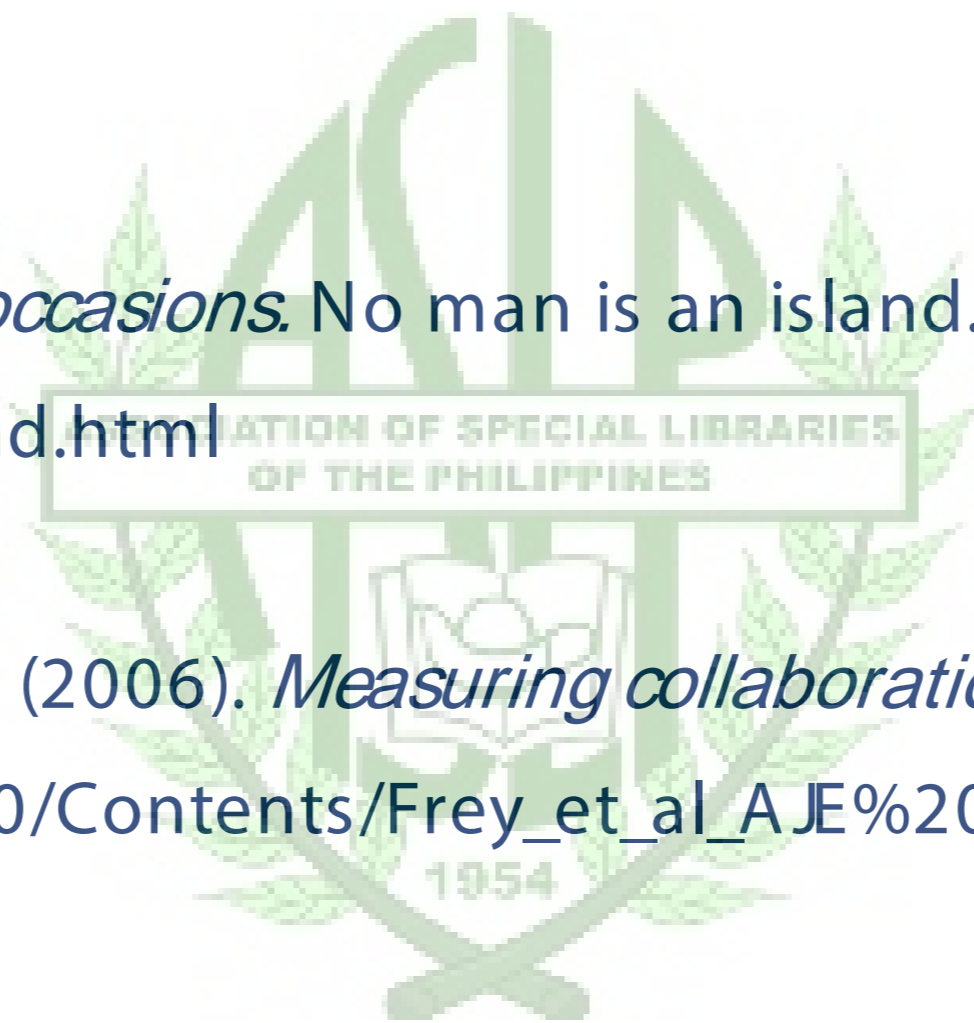 occasions. No man is an island.
d.html
ATION OF SPECIAL LIBRARIES
OF THE PHILIPPINES
(2006). Measuring collaboratio
0/Contents/Frey_et_al_AJE%20
1954